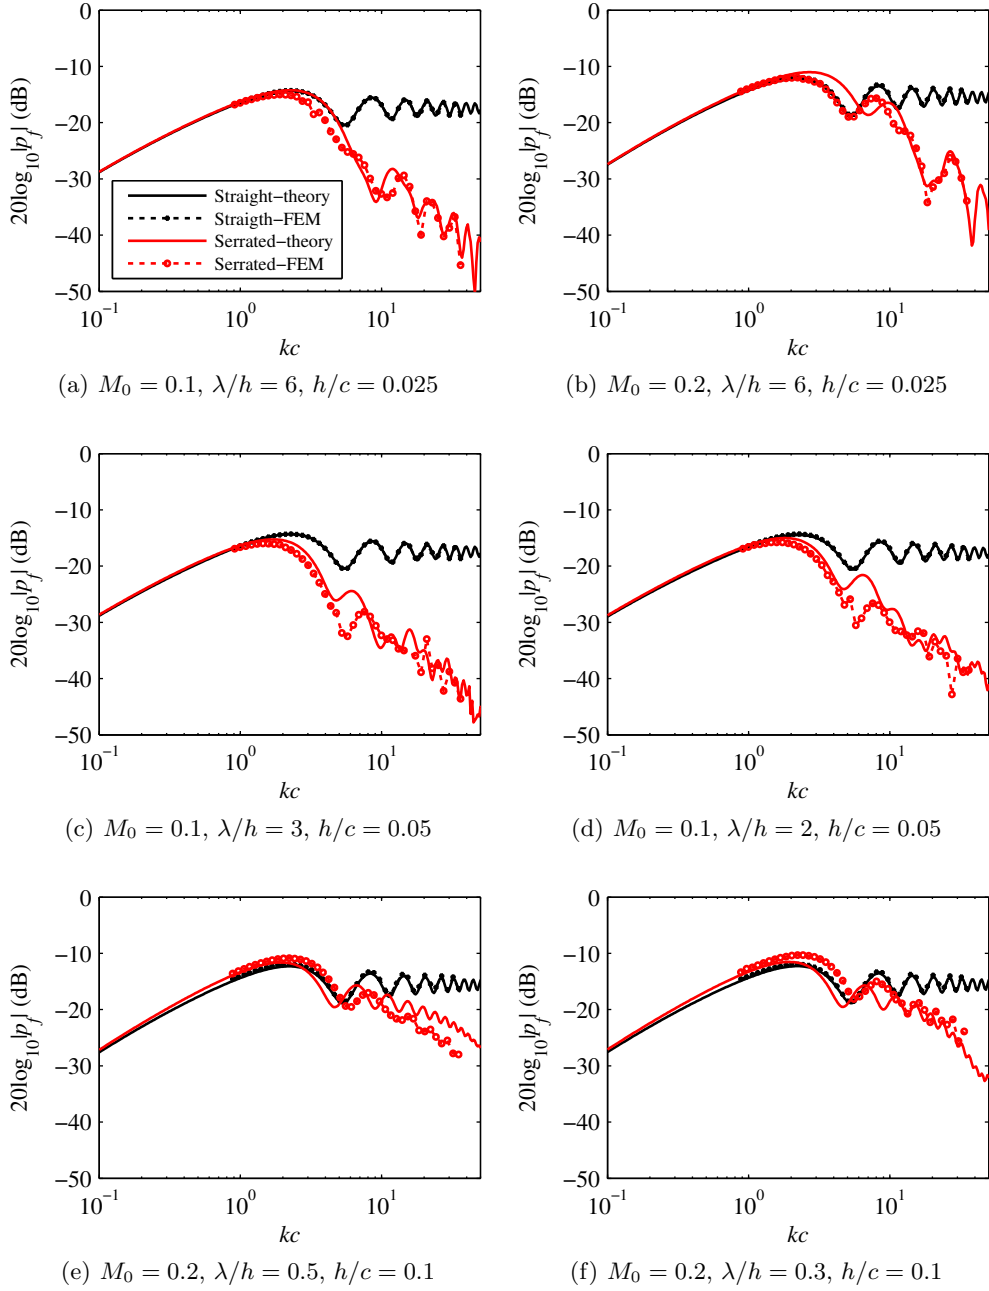 0
−10
−20
−30
−40
−50
20log10|pf| (dB)
Straight−theory
Straigth−FEM
Serrated−theory
Serrated−FEM
10−1 100 101
kc
(a) M0 = 0.1, λ/h = 6, h/c = 0.025
0
−10
−20
−30
−40
−50
20log10|pf| (dB)
10−1 100 101
kc
(b) M0 = 0.2, λ/h = 6, h/c = 0.025
0
−10
−20
−30
−40
−50
20log10|pf| (dB)
10−1 100 101
kc
(c) M0 = 0.1, λ/h = 3, h/c = 0.05
0
−10
−20
−30
−40
−50
20log10|pf| (dB)
10−1 100 101
kc
(d) M0 = 0.1, λ/h = 2, h/c = 0.05
0
−10
−20
−30
−40
−50
20log10|pf| (dB)
10−1 100 101
kc
(e) M0 = 0.2, λ/h = 0.5, h/c = 0.1
0
−10
−20
−30
−40
−50
20log10|pf| (dB)
10−1 100 101
kc
(f) M0 = 0.2, λ/h = 0.3, h/c = 0.1